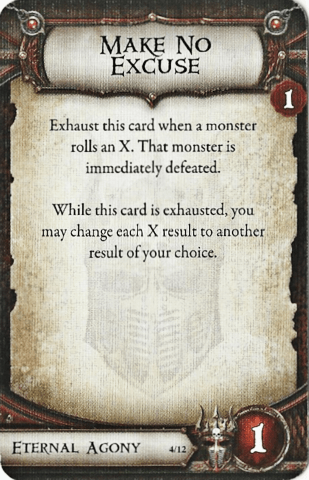 Make No
Excuse
1
Exhaust this card when a monster
rolls an X. That monster is
immediately defeated.
While this card is exhausted, you
may change each X result to another
result of your choice.
Eternal Agony 4/12 1